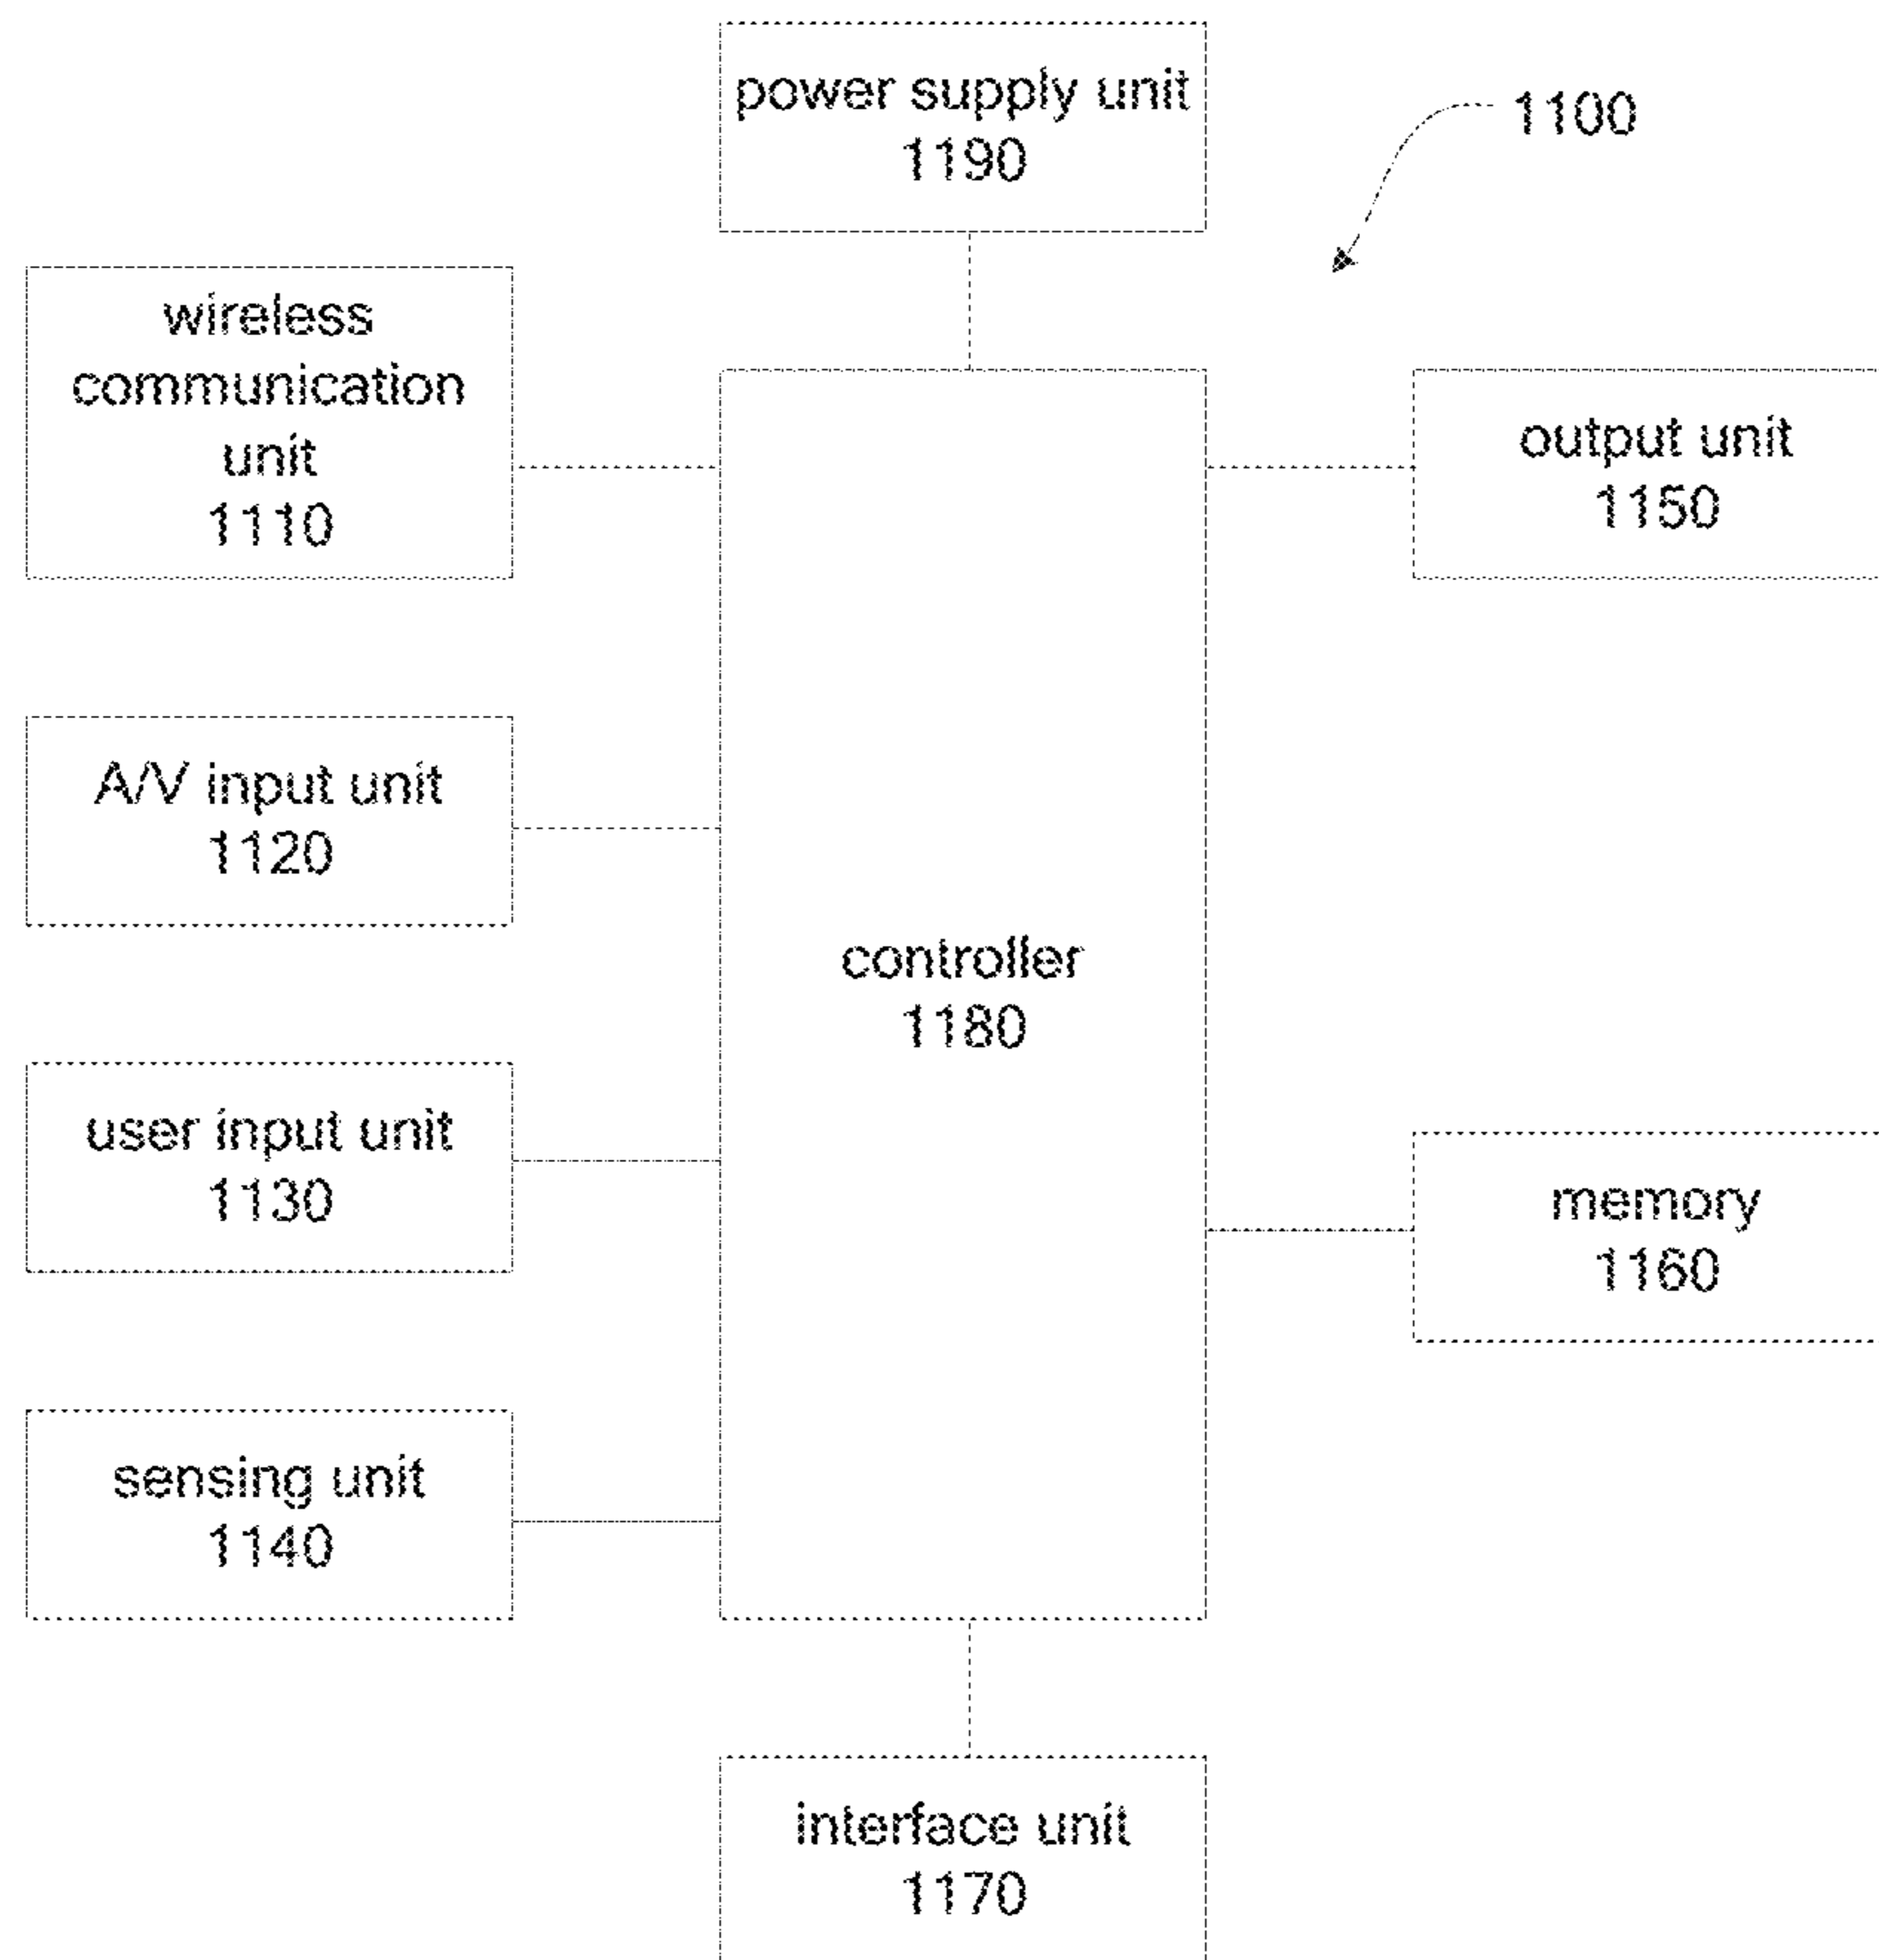 power supply unit
1190
1100
wireless
communication
unit
1110
output unit
1150
A/V input unit
1120
controller
1180
user input unit
1130
memory
1160
sensing unit
1140
interface unit
1170